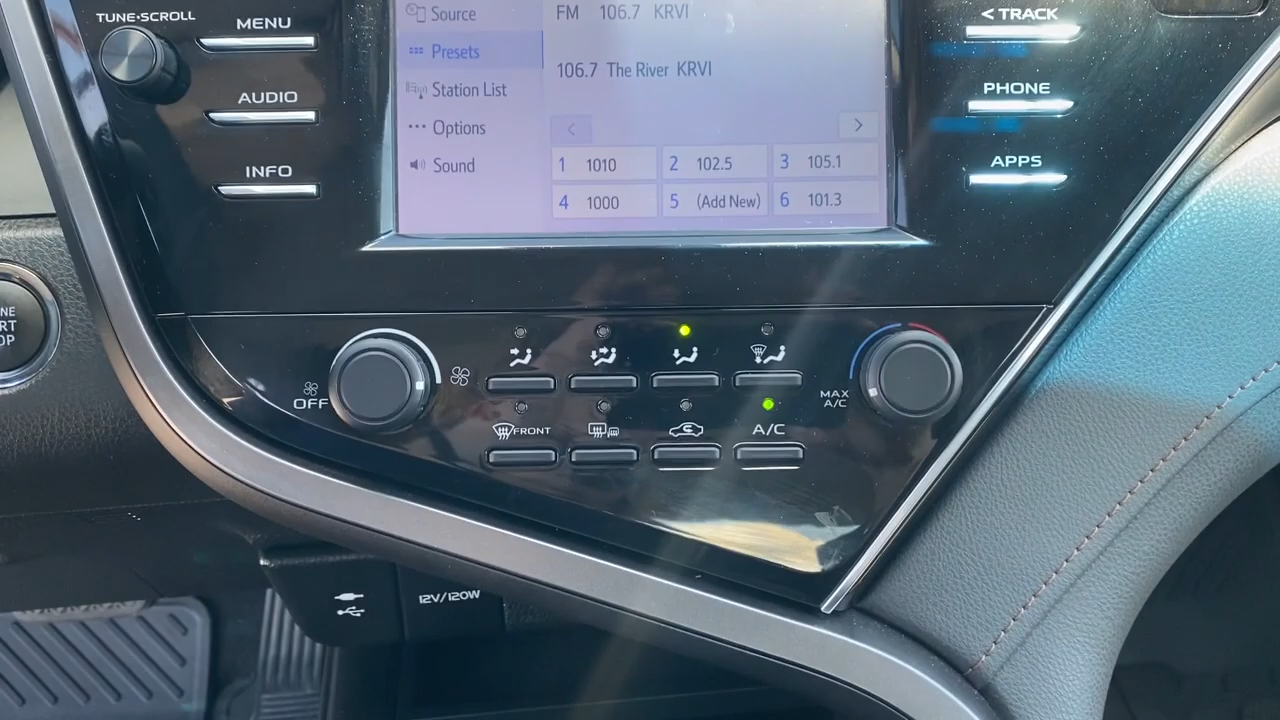 TUNE•SCROLL
MENU
AUDIO
INFO
Source
Presets
Station List
Options
Sound
FM 106.7 KRVI
106.7 The River KRVI
<
>
1 1010
2 102.5
3 105.1
4 1000
5 (Add New)
6 101.3
< TRACK
PHONE
APPS
OFF
FRONT
A/C
MAX
A/C
12V/120W